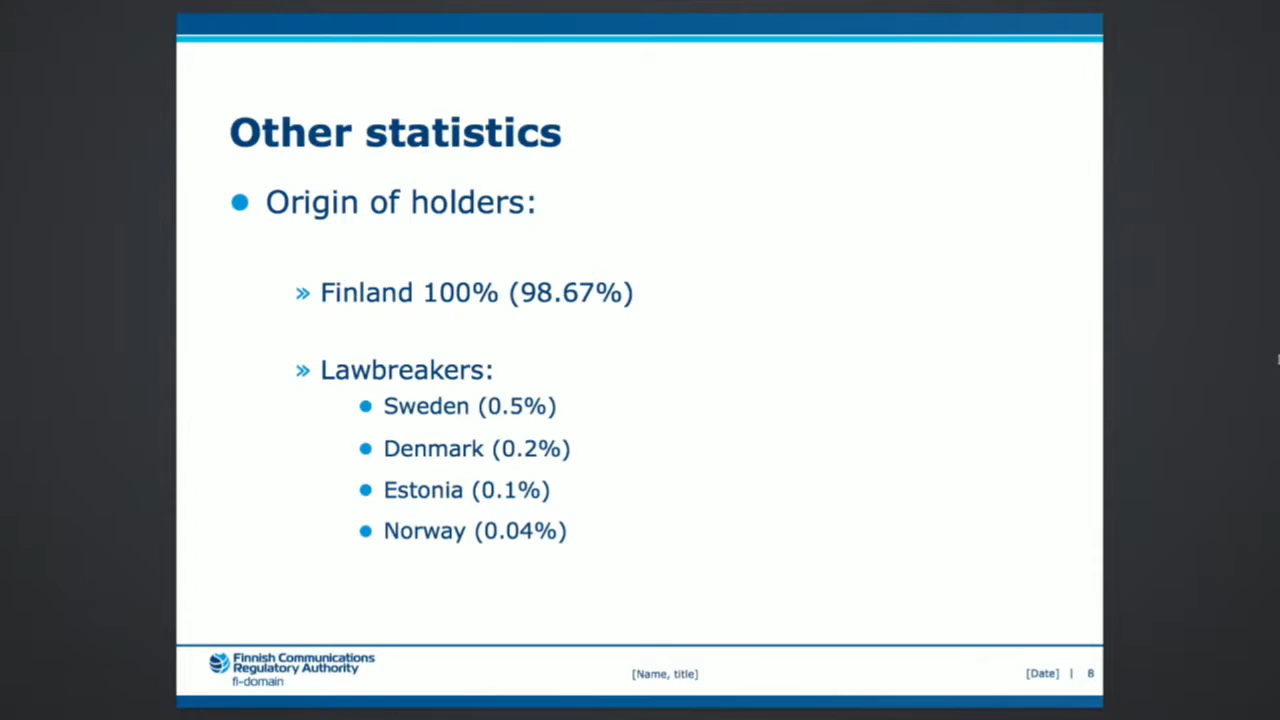 Other statistics
● Origin of holders:
» Finland 100% (98.67%)
» Lawbreakers:
● Sweden (0.5%)
● Denmark (0.2%)
● Estonia (0.1%)
● Norway (0.04%)
Finnish Communications
Regulatory Authority
fi-domain
[Name, title]
[Date] | 8